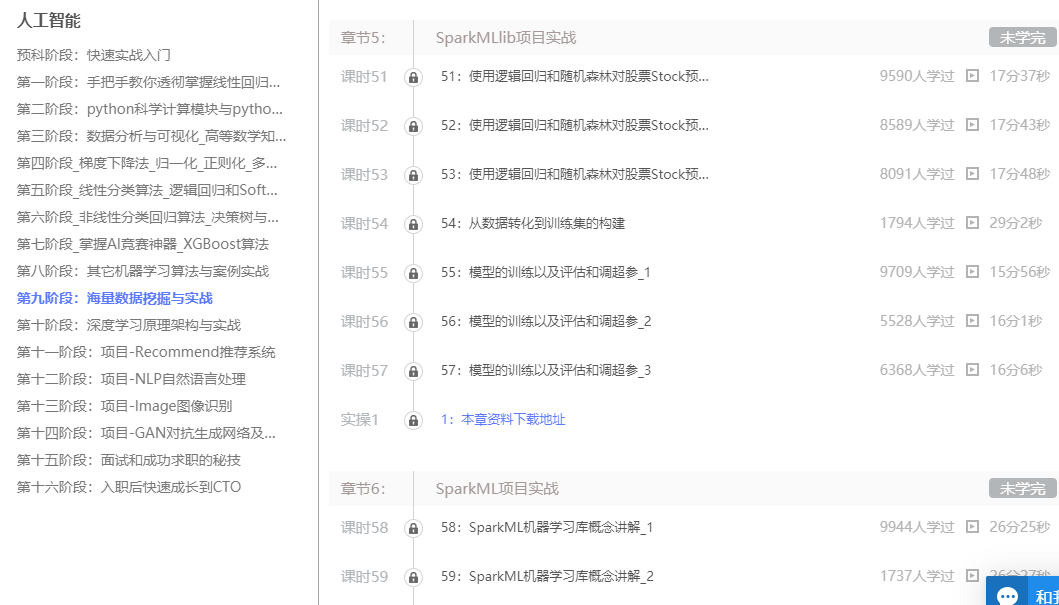 人工智能
预科阶段：快速实战入门
第一阶段：手把手教你透彻掌握线性回归...
第二阶段：python科学计算模块与pytho...
第三阶段：数据分析与可视化_高等数学知...
第四阶段_梯度下降法_归一化_正则化_多...
第五阶段_线性分类算法_逻辑回归和Soft...
第六阶段_非线性分类回归算法_决策树与...
第七阶段_掌握AI竞赛神器_XGBoost算法
第八阶段：其它机器学习算法与案例实战
第九阶段：海量数据挖掘与实战
第十阶段：深度学习原理架构与实战
第十一阶段：项目-Recommend推荐系统
第十二阶段：项目-NLP自然语言处理
第十三阶段：项目-Image图像识别
第十四阶段：项目-GAN对抗生成网络及...
第十五阶段：面试和成功求职的秘技
第十六阶段：入职后快速成长到CTO
章节5： SparkMLlib项目实战 未学完
课时51 51：使用逻辑回归和随机森林对股票Stock预... 9590人学过 17分37秒
课时52 52：使用逻辑回归和随机森林对股票Stock预... 8589人学过 17分43秒
课时53 53：使用逻辑回归和随机森林对股票Stock预... 8091人学过 17分48秒
课时54 54：从数据转化到训练集的构建 1794人学过 29分2秒
课时55 55：模型的训练以及评估和调超参_1 9709人学过 15分56秒
课时56 56：模型的训练以及评估和调超参_2 5528人学过 16分1秒
课时57 57：模型的训练以及评估和调超参_3 6368人学过 16分6秒
实操1 1：本章资料下载地址
章节6： SparkML项目实战 未学完
课时58 58：SparkML机器学习库概念讲解_1 9944人学过 26分25秒
课时59 59：SparkML机器学习库概念讲解_2 1737人学过 26分27秒
和